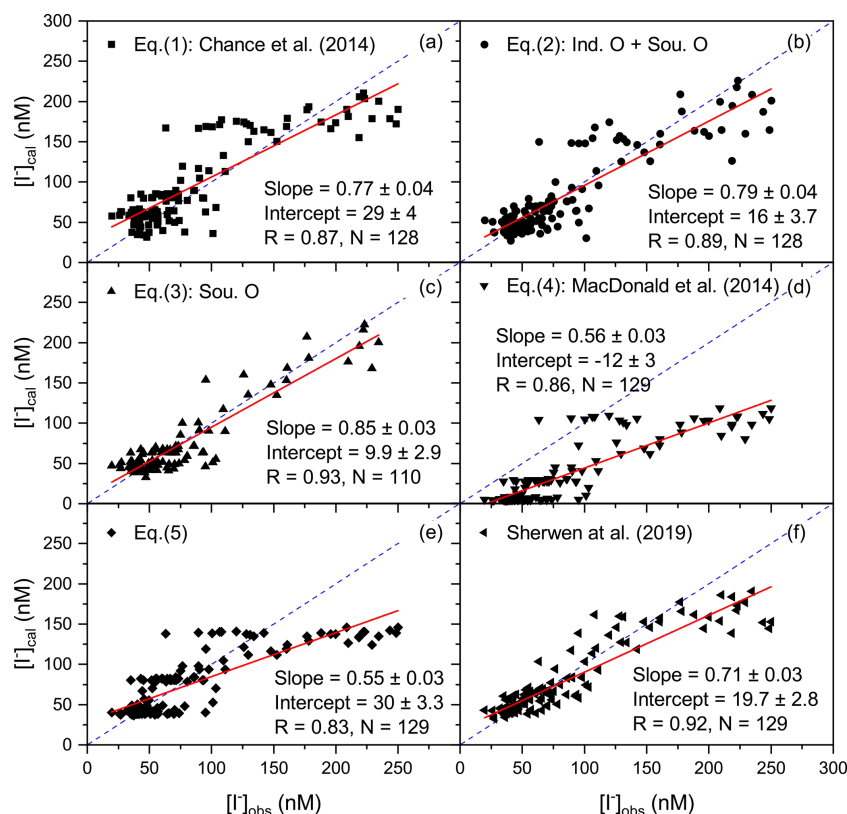 Eq.(1): Chance et al. (2014) (a)
Slope = 0.77 ± 0.04
Intercept = 29 ± 4
R = 0.87, N = 128
Eq.(2): Ind. O + Sou. O (b)
Slope = 0.79 ± 0.04
Intercept = 16 ± 3.7
R = 0.89, N = 128
250
200
150
100
50
0
[I⁻]cal (nM)
Eq.(3): Sou. O (c)
Slope = 0.85 ± 0.03
Intercept = 9.9 ± 2.9
R = 0.93, N = 110
Eq.(4): MacDonald et al. (2014) (d)
Slope = 0.56 ± 0.03
Intercept = -12 ± 3
R = 0.86, N = 129
250
200
150
100
50
0
[I⁻]cal (nM)
Eq.(5) (e)
Slope = 0.55 ± 0.03
Intercept = 30 ± 3.3
R = 0.83, N = 129
Sherwen at al. (2019) (f)
Slope = 0.71 ± 0.03
Intercept = 19.7 ± 2.8
R = 0.92, N = 129
250
200
150
100
50
0
[I⁻]cal (nM)
0 50 100 150 200 250 0 50 100 150 200 250 300
[I⁻]obs (nM) [I⁻]obs (nM)